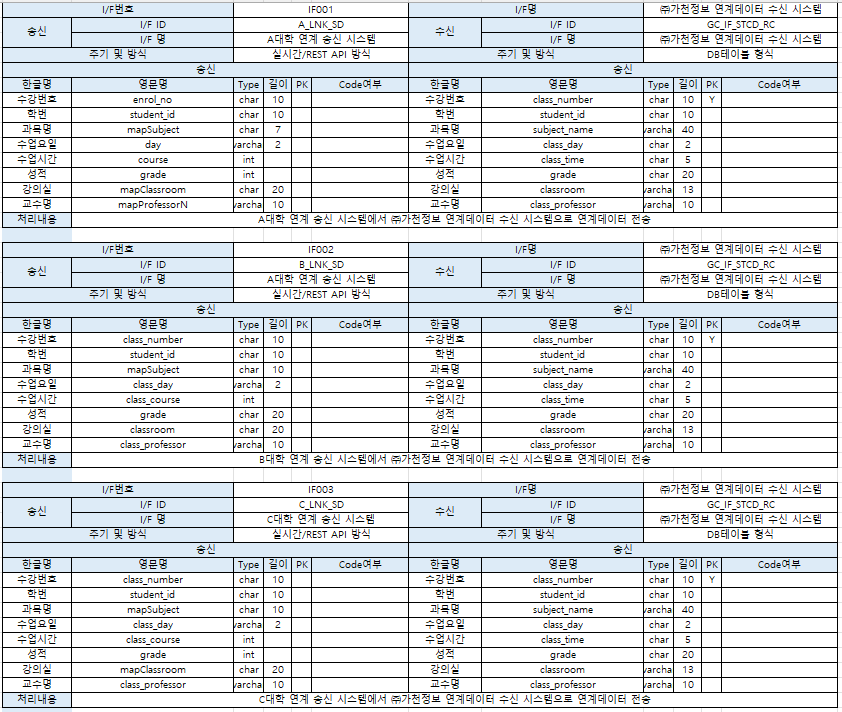 I/F번호 IF001 I/F명 ㈜가천정보 연계데이터 수신 시스템
송신 I/F ID A_LNK_SD 수신 I/F ID GC_IF_STCD_RC
I/F 명 A대학 연계 송신 시스템 I/F 명 ㈜가천정보 연계데이터 수신 시스템
주기 및 방식 실시간/REST API 방식 주기 및 방식 DB테이블 형식
송신 송신
한글명 영문명 Type 길이 PK Code여부 한글명 영문명 Type 길이 PK Code여부
수강번호 enrol_no char 10 수강번호 class_number char 10 Y
학번 student_id char 10 학번 student_id char 10
과목명 mapSubject char 7 과목명 subject_name varcha 40
수업요일 day varcha 2 수업요일 class_day char 2
수업시간 course int 수업시간 class_time char 5
성적 grade int 성적 grade char 20
강의실 mapClassroom char 20 강의실 classroom varcha 13
교수명 mapProfessorN varcha 10 교수명 class_professor varcha 10
처리내용 A대학 연계 송신 시스템에서 ㈜가천정보 연계데이터 수신 시스템으로 연계데이터 전송
I/F번호 IF002 I/F명 ㈜가천정보 연계데이터 수신 시스템
송신 I/F ID B_LNK_SD 수신 I/F ID GC_IF_STCD_RC
I/F 명 A대학 연계 송신 시스템 I/F 명 ㈜가천정보 연계데이터 수신 시스템
주기 및 방식 실시간/REST API 방식 주기 및 방식 DB테이블 형식
송신 송신
한글명 영문명 Type 길이 PK Code여부 한글명 영문명 Type 길이 PK Code여부
수강번호 class_number char 10 수강번호 class_number char 10 Y
학번 student_id char 10 학번 student_id char 10
과목명 mapSubject char 10 과목명 subject_name varcha 40
수업요일 class_day varcha 2 수업요일 class_day char 2
수업시간 class_course int 수업시간 class_time char 5
성적 grade char 20 성적 grade char 20
강의실 classroom char 20 강의실 classroom varcha 13
교수명 class_professor varcha 10 교수명 class_professor varcha 10
처리내용 B대학 연계 송신 시스템에서 ㈜가천정보 연계데이터 수신 시스템으로 연계데이터 전송
I/F번호 IF003 I/F명 ㈜가천정보 연계데이터 수신 시스템
송신 I/F ID C_LNK_SD 수신 I/F ID GC_IF_STCD_RC
I/F 명 C대학 연계 송신 시스템 I/F 명 ㈜가천정보 연계데이터 수신 시스템
주기 및 방식 실시간/REST API 방식 주기 및 방식 DB테이블 형식
송신 송신
한글명 영문명 Type 길이 PK Code여부 한글명 영문명 Type 길이 PK Code여부
수강번호 class_number char 10 수강번호 class_number char 10 Y
학번 student_id char 10 학번 student_id char 10
과목명 mapSubject char 10 과목명 subject_name varcha 40
수업요일 class_day varcha 2 수업요일 class_day char 2
수업시간 class_course int 수업시간 class_time char 5
성적 grade int 성적 grade char 20
강의실 mapClassroom char 20 강의실 classroom varcha 13
교수명 class_professor varcha 10 교수명 class_professor varcha 10
처리내용 C대학 연계 송신 시스템에서 ㈜가천정보 연계데이터 수신 시스템으로 연계데이터 전송